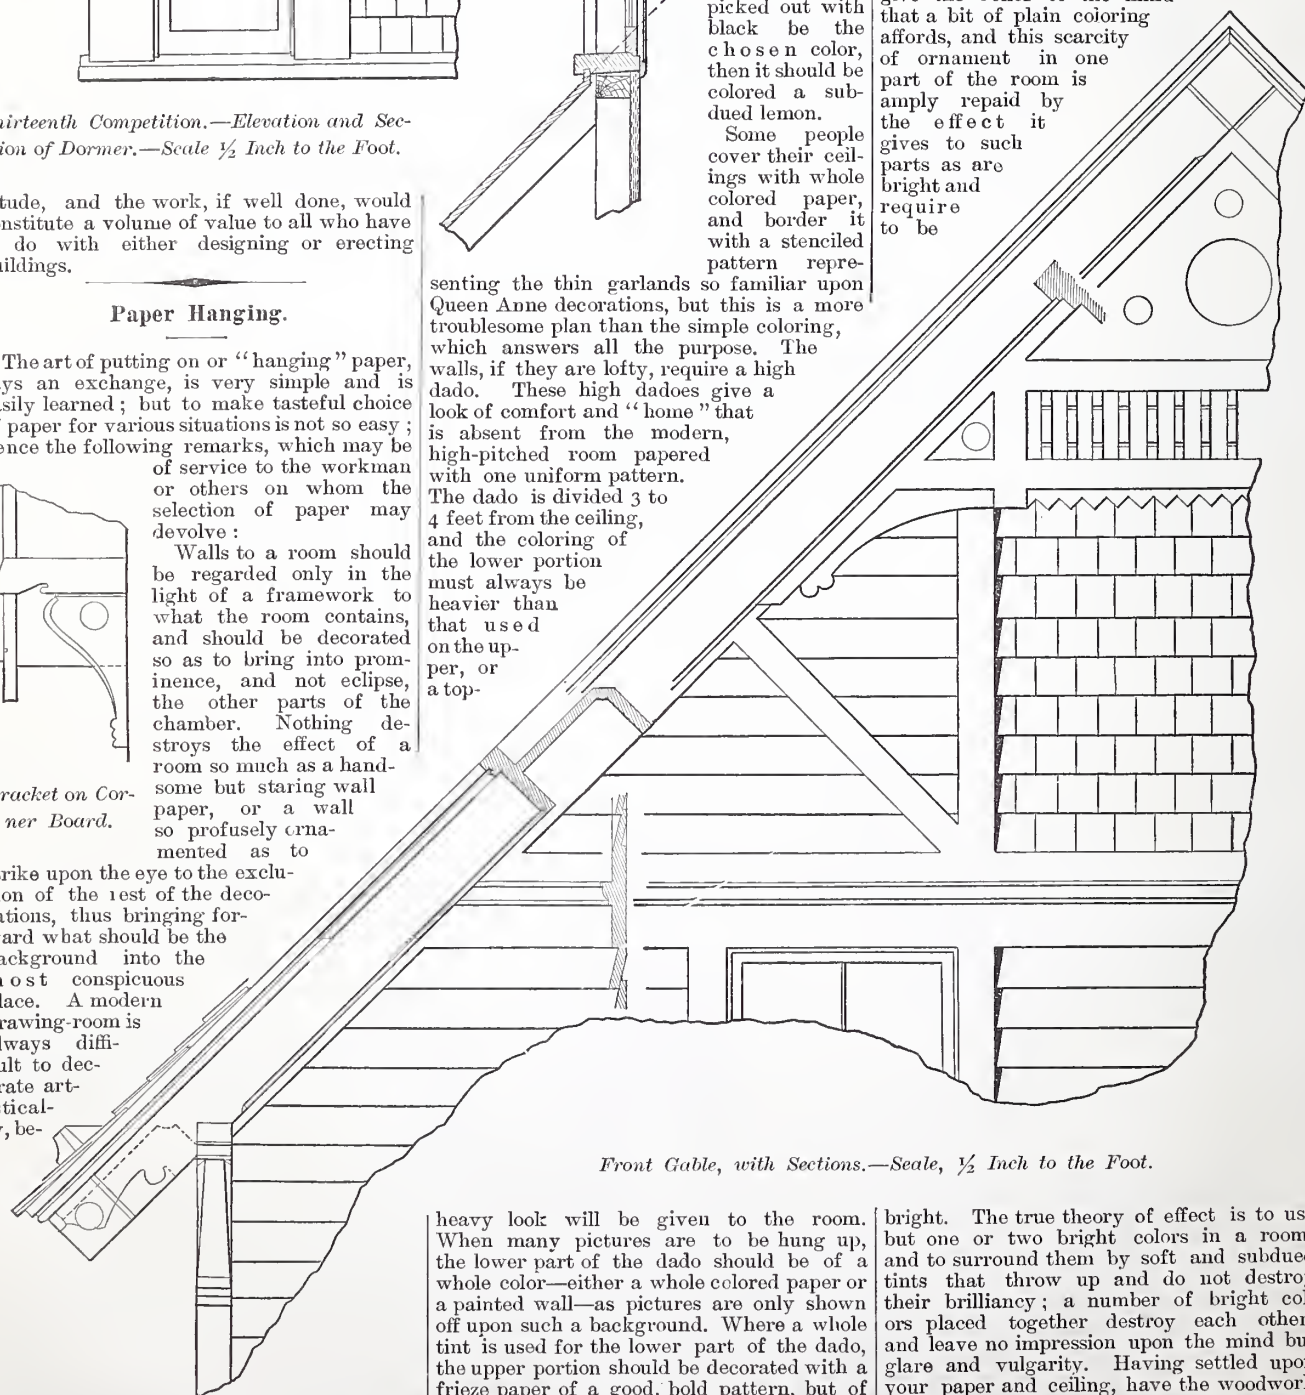 hirteenth Competition.—Elevation and Sec-
ion of Dormer.—Scale ½ Inch to the Foot.
tude, and the work, if well done, would
nstitute a volume of value to all who have
do with either designing or erecting
uildings.
Paper Hanging.
The art of putting on or “hanging” paper,
ys an exchange, is very simple and is
sily learned; but to make tasteful choice
paper for various situations is not so easy;
ence the following remarks, which may be
of service to the workman
or others on whom the
selection of paper may
devolve:
Walls to a room should
be regarded only in the
light of a framework to
what the room contains,
and should be decorated
so as to bring into prom-
inence, and not eclipse,
the other parts of the
chamber. Nothing de-
stroys the effect of a
room so much as a hand-
some but staring wall
paper, or a wall
so profusely orna-
mented as to
rike upon the eye to the exclu-
on of the rest of the deco-
ations, thus bringing for-
ard what should be the
ackground into the
ost conspicuous
lace. A modern
rawing-room is
lways diffi-
ult to dec-
rate art-
tical-
y, be-
racket on Cor-
ner Board.
picked out with
black be the
chosen color,
then it should be
colored a sub-
dued lemon.
Some people
cover their ceil-
ings with whole
colored paper,
and border it
with a stenciled
pattern repre-
senting the thin garlands so familiar upon
Queen Anne decorations, but this is a more
troublesome plan than the simple coloring,
which answers all the purpose. The
walls, if they are lofty, require a high
dado. These high dadoes give a
look of comfort and “home” that
is absent from the modern,
high-pitched room papered
with one uniform pattern.
The dado is divided 3 to
4 feet from the ceiling,
and the coloring of
the lower portion
must always be
heavier than
that used
on the up-
per, or
a top-
heavy look will be given to the room.
When many pictures are to be hung up,
the lower part of the dado should be of a
whole color—either a whole colored paper or
a painted wall—as pictures are only shown
off upon such a background. Where a whole
tint is used for the lower part of the dado,
the upper portion should be decorated with a
frieze paper of a good, bold pattern, but of
that a bit of plain coloring
affords, and this scarcity
of ornament in one
part of the room is
amply repaid by
the effect it
gives to such
parts as are
bright and
require
to be
bright. The true theory of effect is to us
but one or two bright colors in a room
and to surround them by soft and subdue
tints that throw up and do not destro
their brilliancy; a number of bright col
ors placed together destroy each other
and leave no impression upon the mind bu
glare and vulgarity. Having settled upo
your paper and ceiling, have the woodwor
Front Gable, with Sections.—Scale, ½ Inch to the Foot.